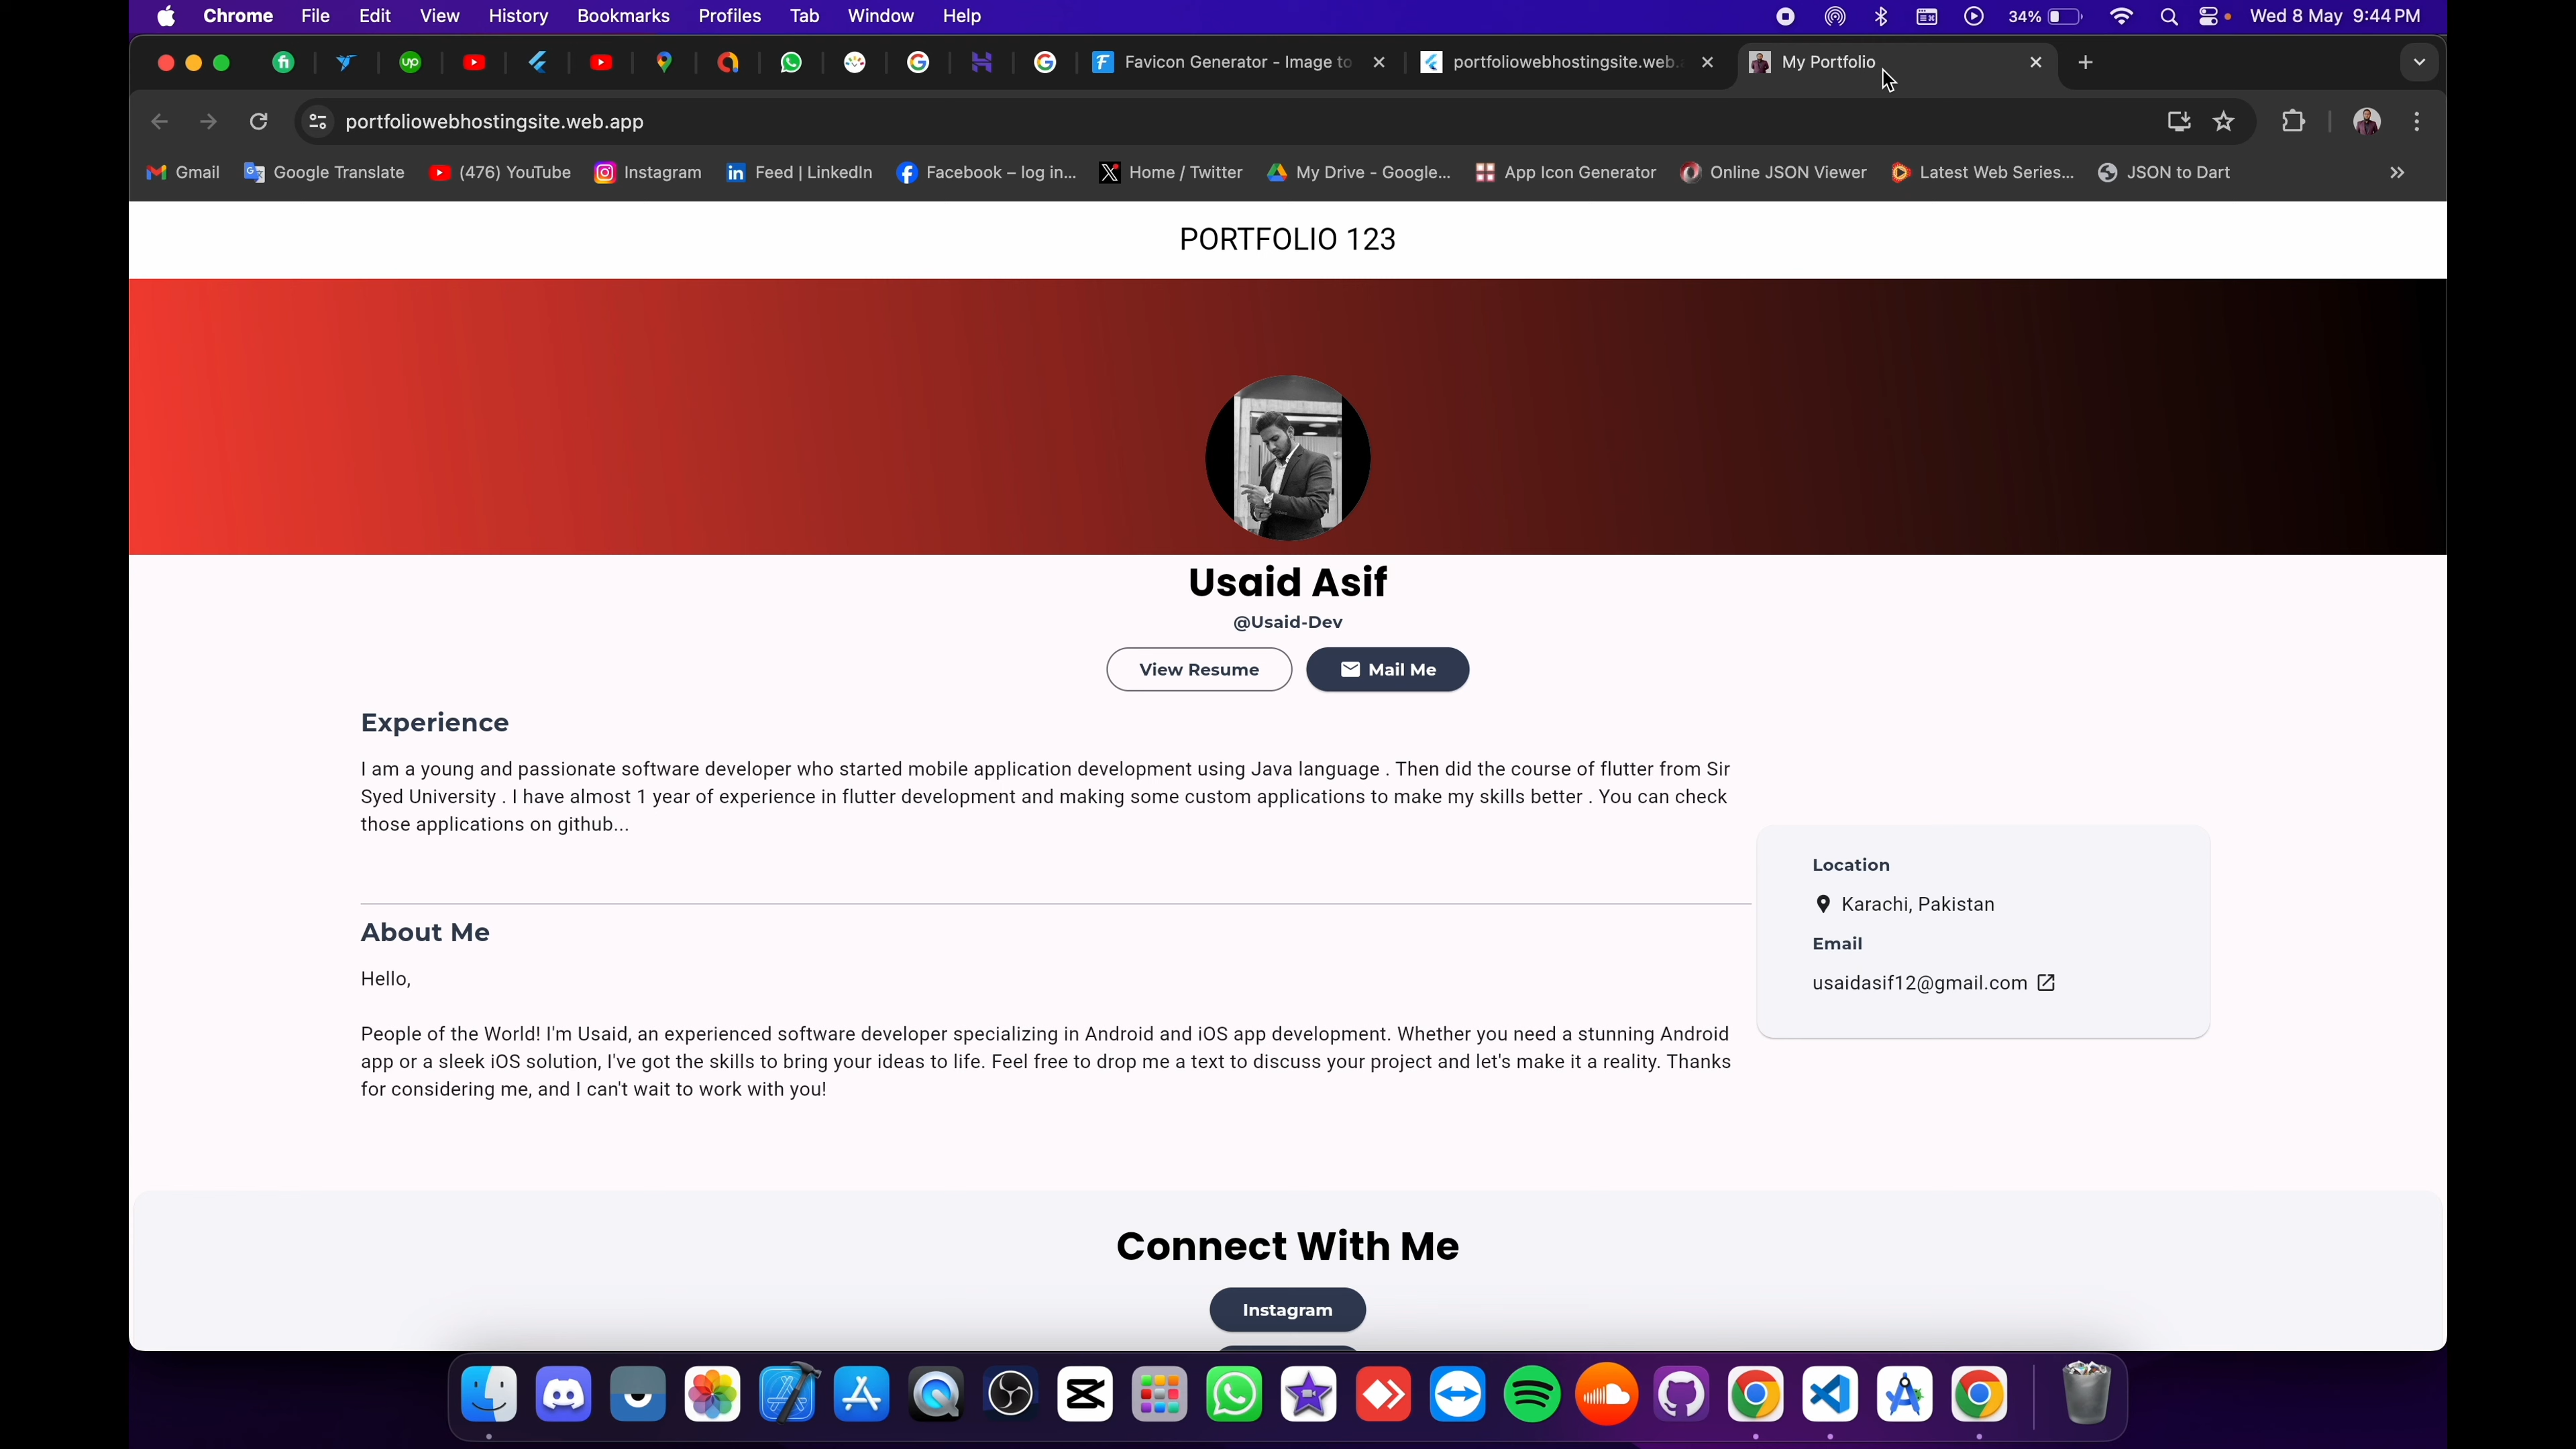 Chrome File Edit View History Bookmarks Profiles Tab Window Help 34% Wed 8 May 9:44 PM
up Favicon Generator - Image to portfoliowebhostingsite.web. My Portfolio
portfoliowebhostingsite.web.app
Gmail Google Translate (476) YouTube Instagram Feed | LinkedIn Facebook – log in... Home / Twitter My Drive - Google... App Icon Generator Online JSON Viewer Latest Web Series... JSON to Dart
PORTFOLIO 123
Usaid Asif
@Usaid-Dev
View Resume Mail Me
Experience
I am a young and passionate software developer who started mobile application development using Java language . Then did the course of flutter from Sir
Syed University . I have almost 1 year of experience in flutter development and making some custom applications to make my skills better . You can check
those applications on github...
Location
Karachi, Pakistan
Email
usaidasif12@gmail.com
About Me
Hello,
People of the World! I'm Usaid, an experienced software developer specializing in Android and iOS app development. Whether you need a stunning Android
app or a sleek iOS solution, I've got the skills to bring your ideas to life. Feel free to drop me a text to discuss your project and let's make it a reality. Thanks
for considering me, and I can't wait to work with you!
Connect With Me
Instagram